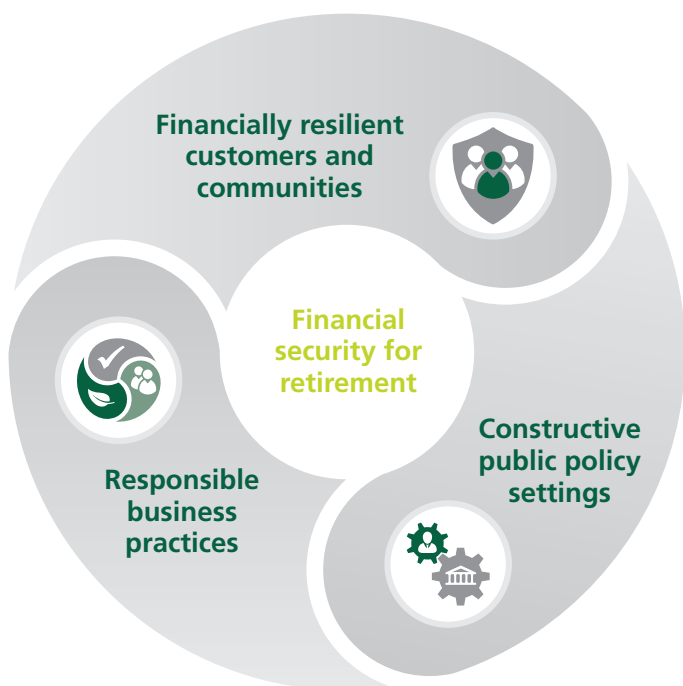 Financially resilient
customers and
communities
Financial
security for
retirement
Constructive
public policy
settings
Responsible
business
practices